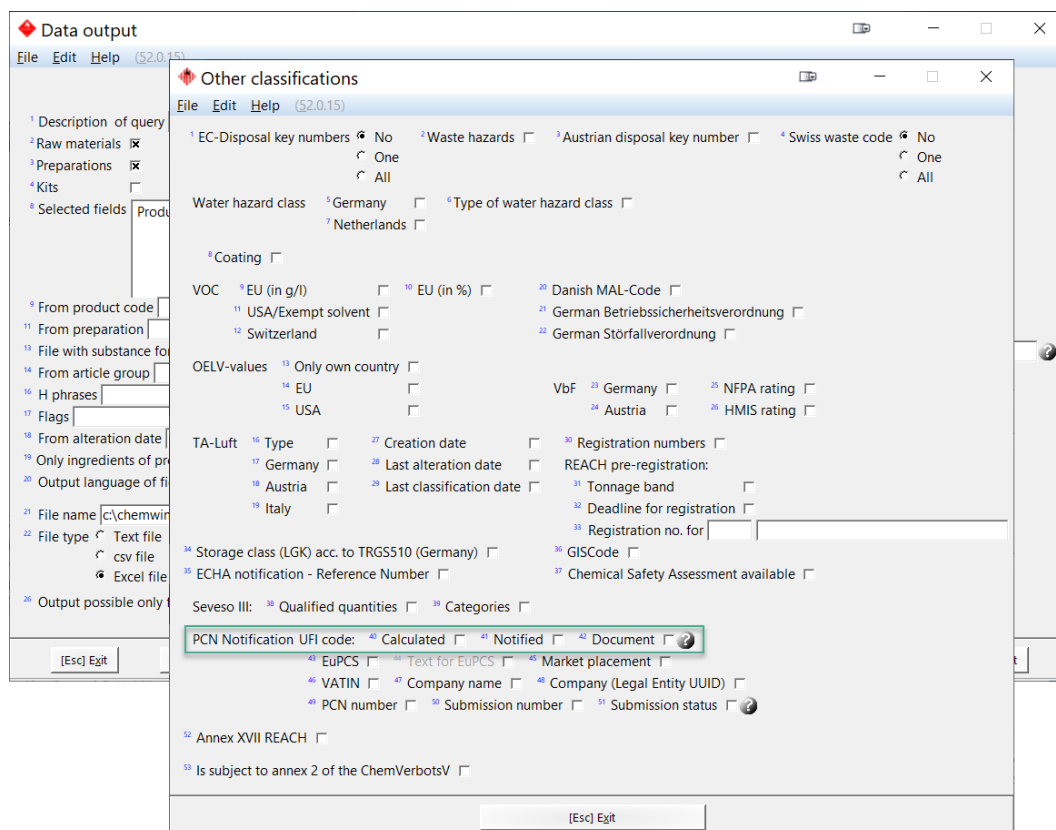 Data output
File Edit Help (52.0.15)
1 Description of query
2 Raw materials
3 Preparations
4 Kits
8 Selected fields Produ
9 From product code
11 From preparation
13 File with substance for
14 From article group
16 H phrases
17 Flags
18 From alteration date
19 Only ingredients of pr
20 Output language of fi
21 File name c:\chemwin
22 File type Text file
csv file
Excel file
26 Output possible only f
[Esc] Exit
Other classifications
File Edit Help (52.0.15)
1 EC-Disposal key numbers No 2 Waste hazards 3 Austrian disposal key number 4 Swiss waste code No
One One
All All
Water hazard class 5 Germany 6 Type of water hazard class
7 Netherlands
8 Coating
VOC 9 EU (in g/l) 10 EU (in %) 20 Danish MAL-Code
11 USA/Exempt solvent 21 German Betriebssicherheitsverordnung
12 Switzerland 22 German Störfallverordnung
OELV-values 13 Only own country
14 EU VbF 23 Germany 25 NFPA rating
15 USA 24 Austria 26 HMIS rating
TA-Luft 16 Type 27 Creation date 30 Registration numbers
17 Germany 28 Last alteration date REACH pre-registration:
18 Austria 29 Last classification date 31 Tonnage band
19 Italy 32 Deadline for registration
33 Registration no. for
34 Storage class (LGK) acc. to TRGS510 (Germany) 36 GISCode
35 ECHA notification - Reference Number 37 Chemical Safety Assessment available
Seveso III: 38 Qualified quantities 39 Categories
PCN Notification UFI code: 40 Calculated 41 Notified 42 Document ?
43 EuPCS 44 Text for EuPCS 45 Market placement
46 VATIN 47 Company name 48 Company (Legal Entity UUID)
49 PCN number 50 Submission number 51 Submission status ?
52 Annex XVII REACH
53 Is subject to annex 2 of the ChemVerbotsV
[Esc] Exit
?
t